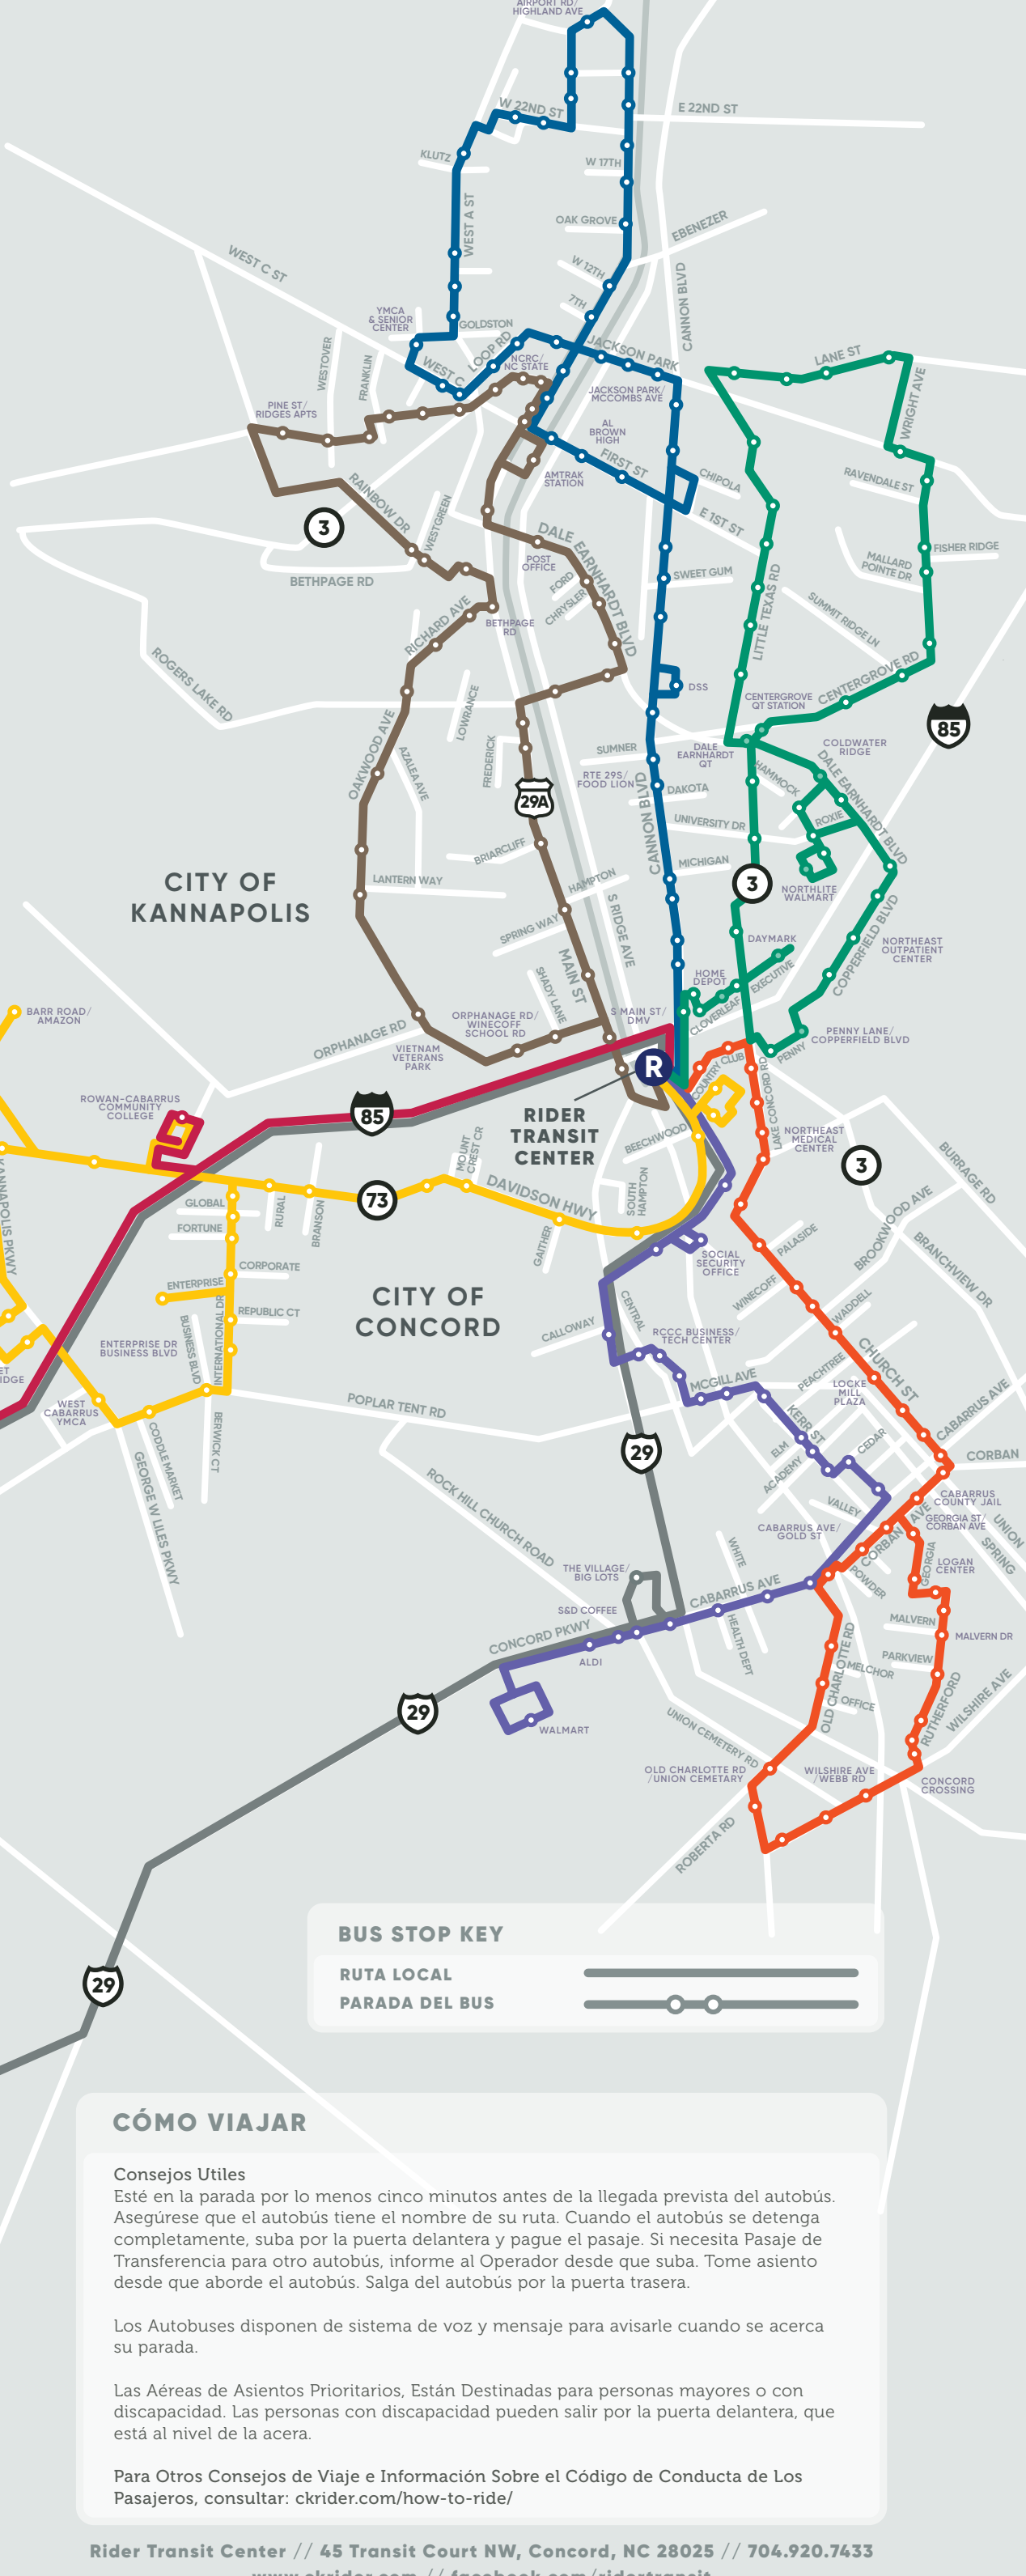 AIRPORT RD/
HIGHLAND AVE
W 22ND ST
E 22ND ST
KLUTZ
W 17TH
WEST A ST
OAK GROVE
EBENEZER
WEST C ST
W 12TH
CANNON BLVD
7TH
YMCA
& SENIOR
CENTER
GOLDSTON
LOOP RD
JACKSON PARK
LANE ST
WESTOVER
FRANKLIN
WEST C
NCRC/
NC STATE
WRIGHT AVE
JACKSON PARK/
MCCOMBS AVE
PINE ST/
RIDGES APTS
AL
BROWN
HIGH
FIRST ST
AMTRAK
STATION
CHIPOLA
RAVENDALE ST
RAINBOW DR
WESTGREEN
E 1ST ST
3
DALE EARNHARDT BLVD
POST
OFFICE
FISHER RIDGE
MALLARD
POINTE DR
BETHPAGE RD
FORD
CHRYSLER
SWEET GUM
LITTLE TEXAS RD
SUMMIT RIDGE LN
RICHARD AVE
BETHPAGE
RD
ROGERS LAKE RD
DSS
CENTERGROVE RD
CENTERGROVE
QT STATION
LOWRANCE
85
OAKWOOD AVE
AZALEA AVE
FREDERICK
SUMNER
DALE
EARNHARDT
QT
COLDWATER
RIDGE
RTE 29S/
FOOD LION
HAMMOCK
DALE EARNHARDT BLVD
29A
CANNON BLVD
DAKOTA
ROXIE
UNIVERSITY DR
BRIARCLIFF
MICHIGAN
CITY OF
KANNAPOLIS
LANTERN WAY
HAMPTON
3
NORTHLITE
WALMART
S RIDGE AVE
SPRING WAY
COPPERFIELD BLVD
DAYMARK
NORTHEAST
OUTPATIENT
CENTER
MAIN ST
SHADY LANE
HOME
DEPOT
EXECUTIVE
CLOVERLEAF
BARR ROAD/
AMAZON
ORPHANAGE RD
ORPHANAGE RD/
WINECOFF
SCHOOL RD
S MAIN ST/
DMV
PENNY LANE/
COPPERFIELD BLVD
VIETNAM
VETERANS
PARK
PENNY
R
COUNTRY CLUB
LAKE CONCORD RD
ROWAN-CABARRUS
COMMUNITY
COLLEGE
85
RIDER
TRANSIT
CENTER
BEECHWOOD
NORTHEAST
MEDICAL
CENTER
MOUNT
CREST CR
3
BURRAGE RD
KANNAPOLIS PKWY
73
DAVIDSON HWY
SOUTH
HAMPTON
GLOBAL
RURAL
BRANSON
FORTUNE
GAITHER
BROOKWOOD AVE
PALASIDE
BRANCHVIEW DR
SOCIAL
SECURITY
OFFICE
CORPORATE
ENTERPRISE
INTERNATIONAL DR
CITY OF
CONCORD
CENTRAL
WINECOFF
WADDELL
REPUBLIC CT
BUSINESS BLVD
CALLOWAY
RCCC BUSINESS/
TECH CENTER
ENTERPRISE DR
BUSINESS BLVD
CHURCH ST
PEACHTREE
MCGILL AVE
LOCKE
MILL
PLAZA
CABARRUS AVE
WEST
CABARRUS
YMCA
POPLAR TENT RD
BERWICK CT
CODDLE MARKET
KERR ST
GEORGE W LILES PKWY
29
ELM
CEDAR
CORBAN
ACADEMY
ROCK HILL CHURCH ROAD
VALLEY
CABARRUS
COUNTY JAIL
CABARRUS AVE/
GOLD ST
CORBAN AVE
GEORGIA ST/
CORBAN AVE
UNION
SPRING
WHITE
GEORGIA
LOGAN
CENTER
THE VILLAGE/
BIG LOTS
POWDER
CABARRUS AVE
S&D COFFEE
HEALTH DEPT
MALVERN
MALVERN DR
CONCORD PKWY
OLD CHARLOTTE RD
PARKVIEW
ALDI
MELCHOR
RUTHERFORD
WILSHIRE AVE
29
OFFICE
WALMART
UNION CEMETERY RD
OLD CHARLOTTE RD
/UNION CEMETARY
WILSHIRE AVE
/WEBB RD
CONCORD
CROSSING
ROBERTA RD
BUS STOP KEY
RUTA LOCAL
PARADA DEL BUS
29
CÓMO VIAJAR
Consejos Utiles
Esté en la parada por lo menos cinco minutos antes de la llegada prevista del autobús.
Asegúrese que el autobús tiene el nombre de su ruta. Cuando el autobús se detenga
completamente, suba por la puerta delantera y pague el pasaje. Si necesita Pasaje de
Transferencia para otro autobús, informe al Operador desde que suba. Tome asiento
desde que aborde el autobús. Salga del autobús por la puerta trasera.
Los Autobuses disponen de sistema de voz y mensaje para avisarle cuando se acerca
su parada.
Las Aéreas de Asientos Prioritarios, Están Destinadas para personas mayores o con
discapacidad. Las personas con discapacidad pueden salir por la puerta delantera, que
está al nivel de la acera.
Para Otros Consejos de Viaje e Información Sobre el Código de Conducta de Los
Pasajeros, consultar: ckrider.com/how-to-ride/
Rider Transit Center // 45 Transit Court NW, Concord, NC 28025 // 704.920.7433
www.ckrider.com // facebook.com/ridertransit